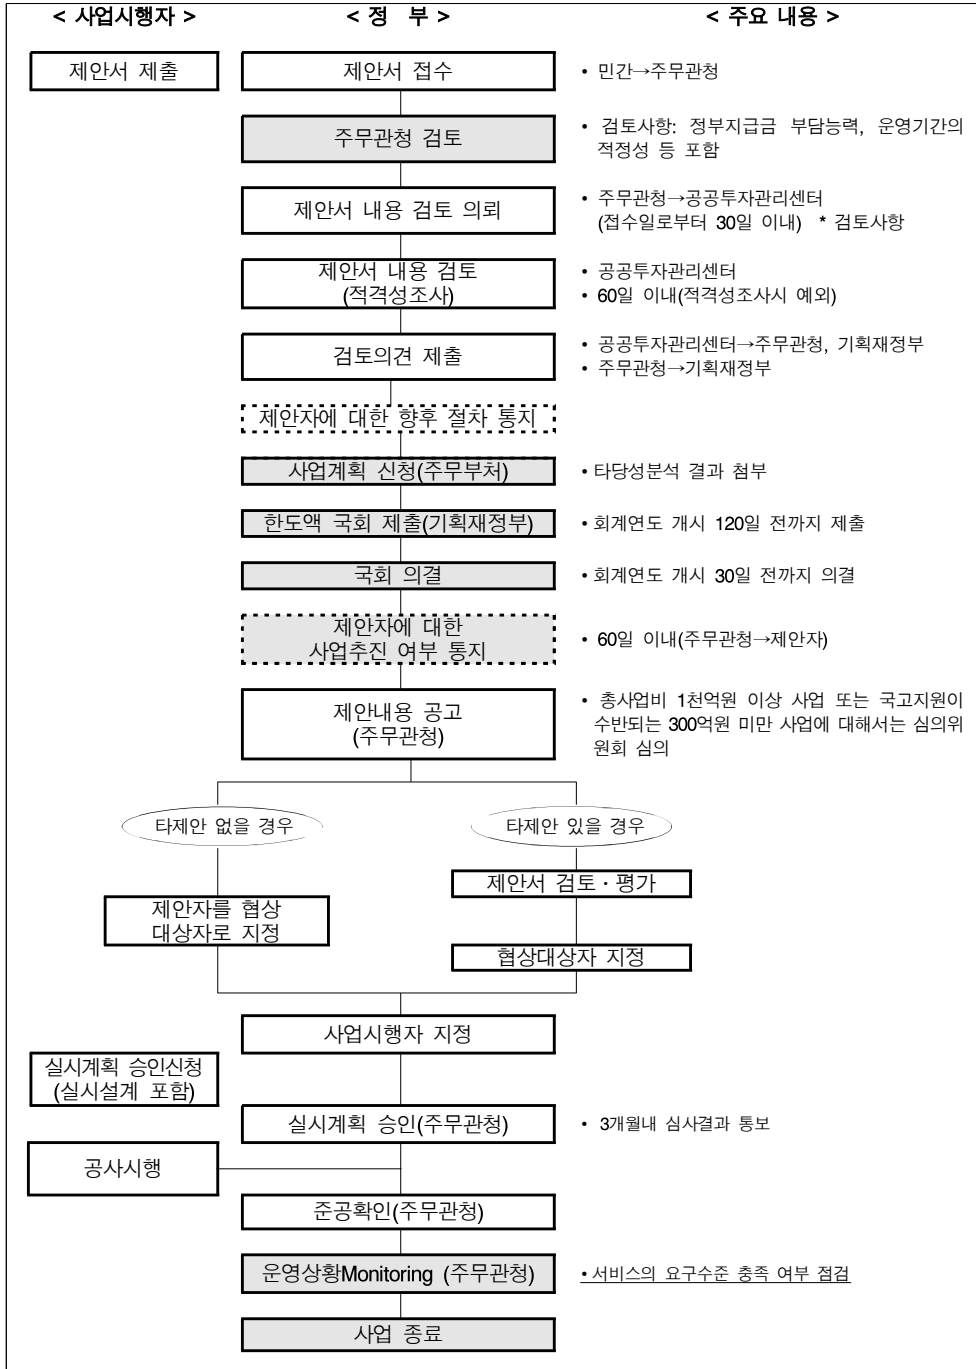 < 사업시행자 >
< 정 부 >
< 주요 내용 >
제안서 제출
제안서 접수
• 민간→주무관청
주무관청 검토
• 검토사항: 정부지급금 부담능력, 운영기간의
적정성 등 포함
제안서 내용 검토 의뢰
• 주무관청→공공투자관리센터
(접수일로부터 30일 이내) * 검토사항
제안서 내용 검토
(적격성조사)
• 공공투자관리센터
• 60일 이내(적격성조사시 예외)
검토의견 제출
• 공공투자관리센터→주무관청, 기획재정부
• 주무관청→기획재정부
제안자에 대한 향후 절차 통지
사업계획 신청(주무부처)
• 타당성분석 결과 첨부
한도액 국회 제출(기획재정부)
• 회계연도 개시 120일 전까지 제출
국회 의결
• 회계연도 개시 30일 전까지 의결
제안자에 대한
사업추진 여부 통지
• 60일 이내(주무관청→제안자)
제안내용 공고
(주무관청)
• 총사업비 1천억원 이상 사업 또는 국고지원이
수반되는 300억원 미만 사업에 대해서는 심의위
원회 심의
타제안 없을 경우
타제안 있을 경우
제안서 검토·평가
제안자를 협상
대상자로 지정
협상대상자 지정
사업시행자 지정
실시계획 승인신청
(실시설계 포함)
실시계획 승인(주무관청)
• 3개월내 심사결과 통보
공사시행
준공확인(주무관청)
운영상황Monitoring (주무관청)
• 서비스의 요구수준 충족 여부 점검
사업 종료